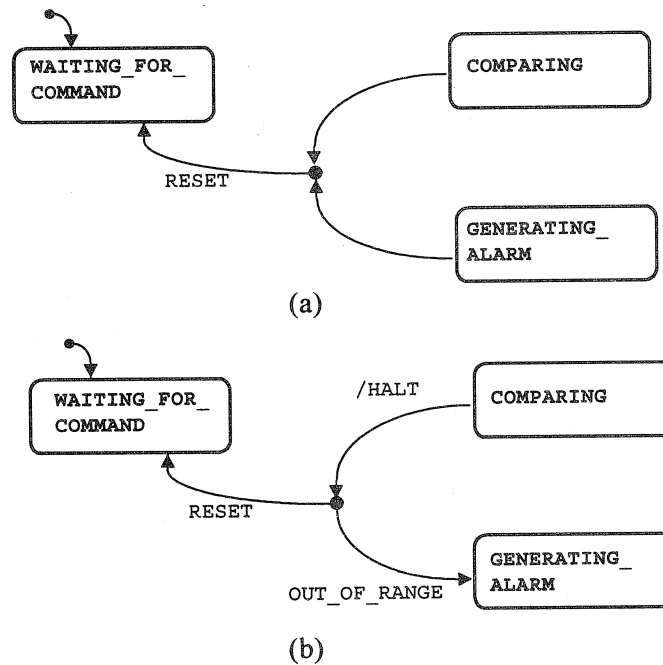 WAITING_FOR_
COMMAND
COMPARING
RESET
GENERATING_
ALARM
(a)
WAITING_FOR_
COMMAND
/HALT
COMPARING
RESET
GENERATING_
ALARM
OUT_OF_RANGE
(b)